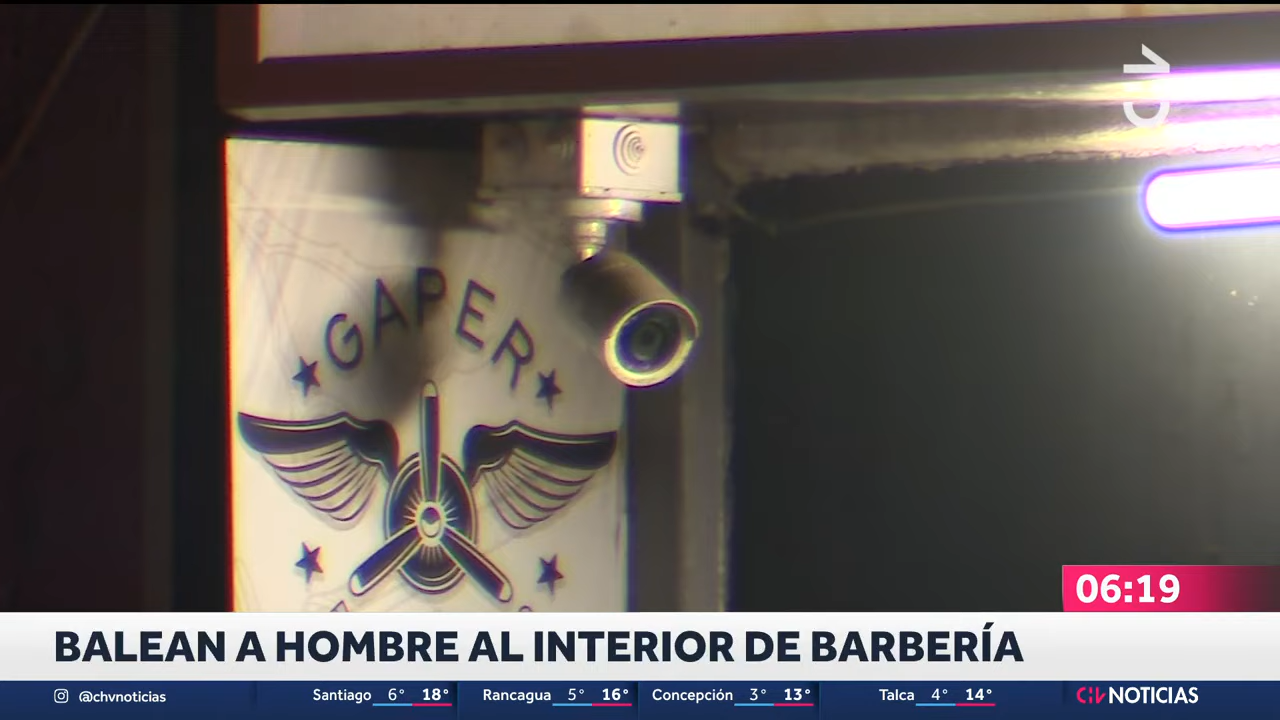 CHV
GAPER
06:19
BALEAN A HOMBRE AL INTERIOR DE BARBERÍA
@chvnoticias
Santiago 6° 18°
Rancagua 5° 16°
Concepción 3° 13°
Talca 4° 14°
CHV NOTICIAS